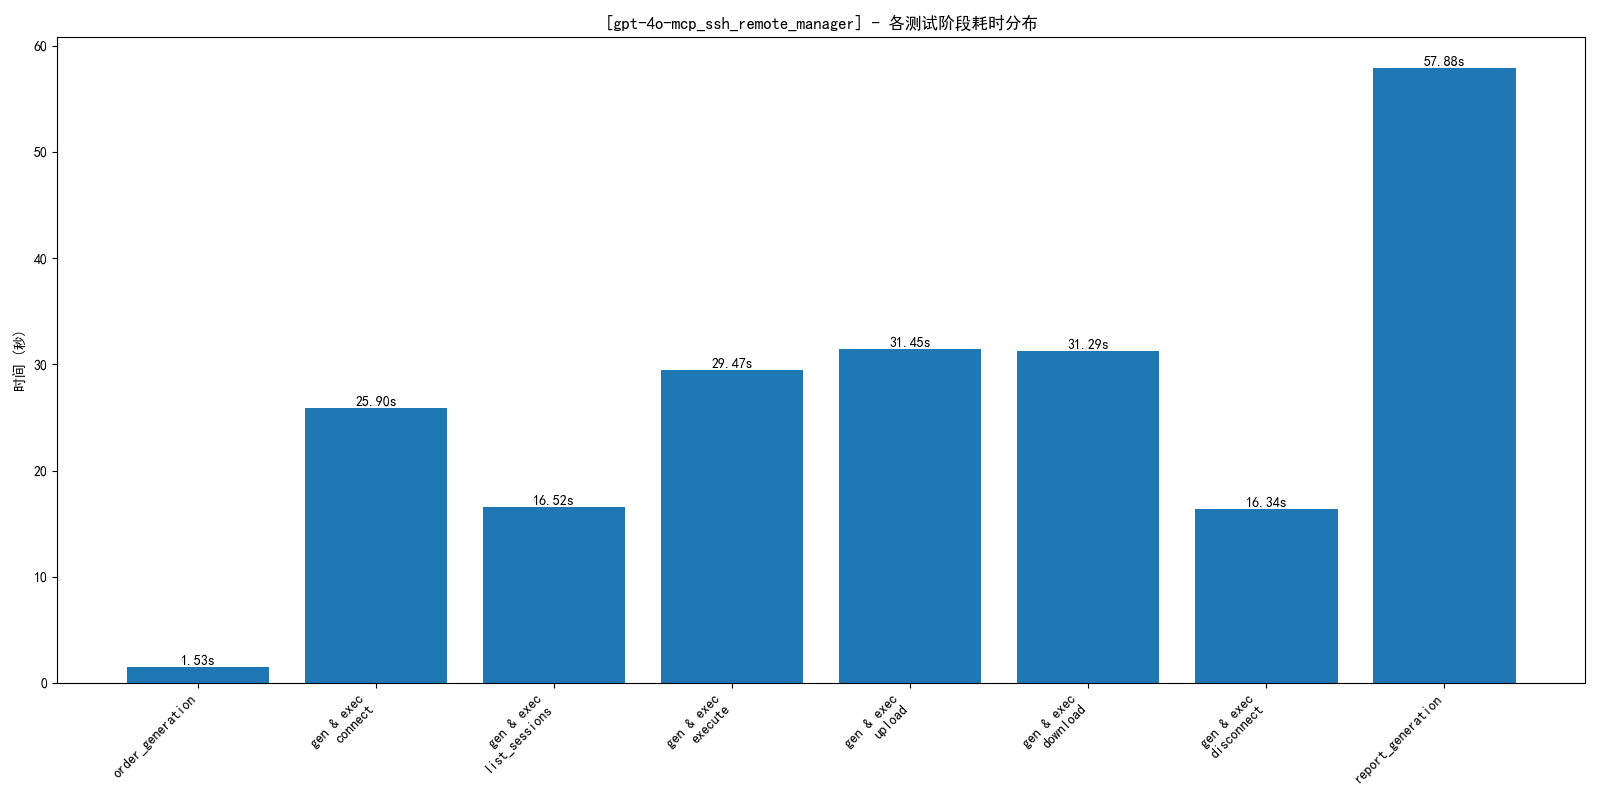 [gpt-4o-mcp_ssh_remote_manager] - 各测试阶段耗时分布
时间 (秒)
60
50
40
30
20
10
0
1.53s
25.90s
16.52s
29.47s
31.45s
31.29s
16.34s
57.88s
order_generation
gen & exec
connect
gen & exec
list_sessions
gen & exec
execute
gen & exec
upload
gen & exec
download
gen & exec
disconnect
report_generation